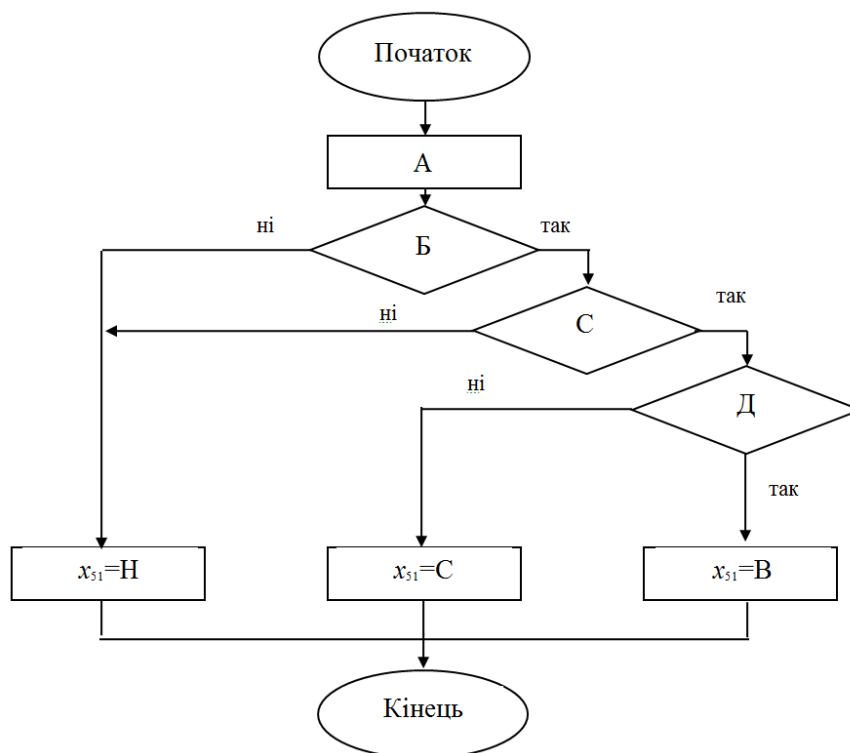 Початок
А
ні
так
Б
ні
так
С
ні
Д
так
x₅₁=Н
x₅₁=С
x₅₁=В
Кінець